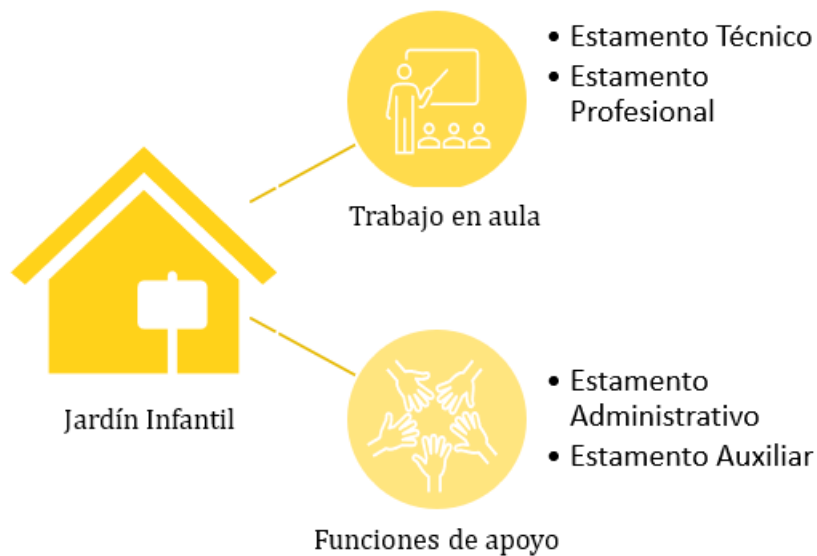 • Estamento Técnico
• Estamento
Profesional
Trabajo en aula
Jardín Infantil
• Estamento
Administrativo
• Estamento Auxiliar
Funciones de apoyo